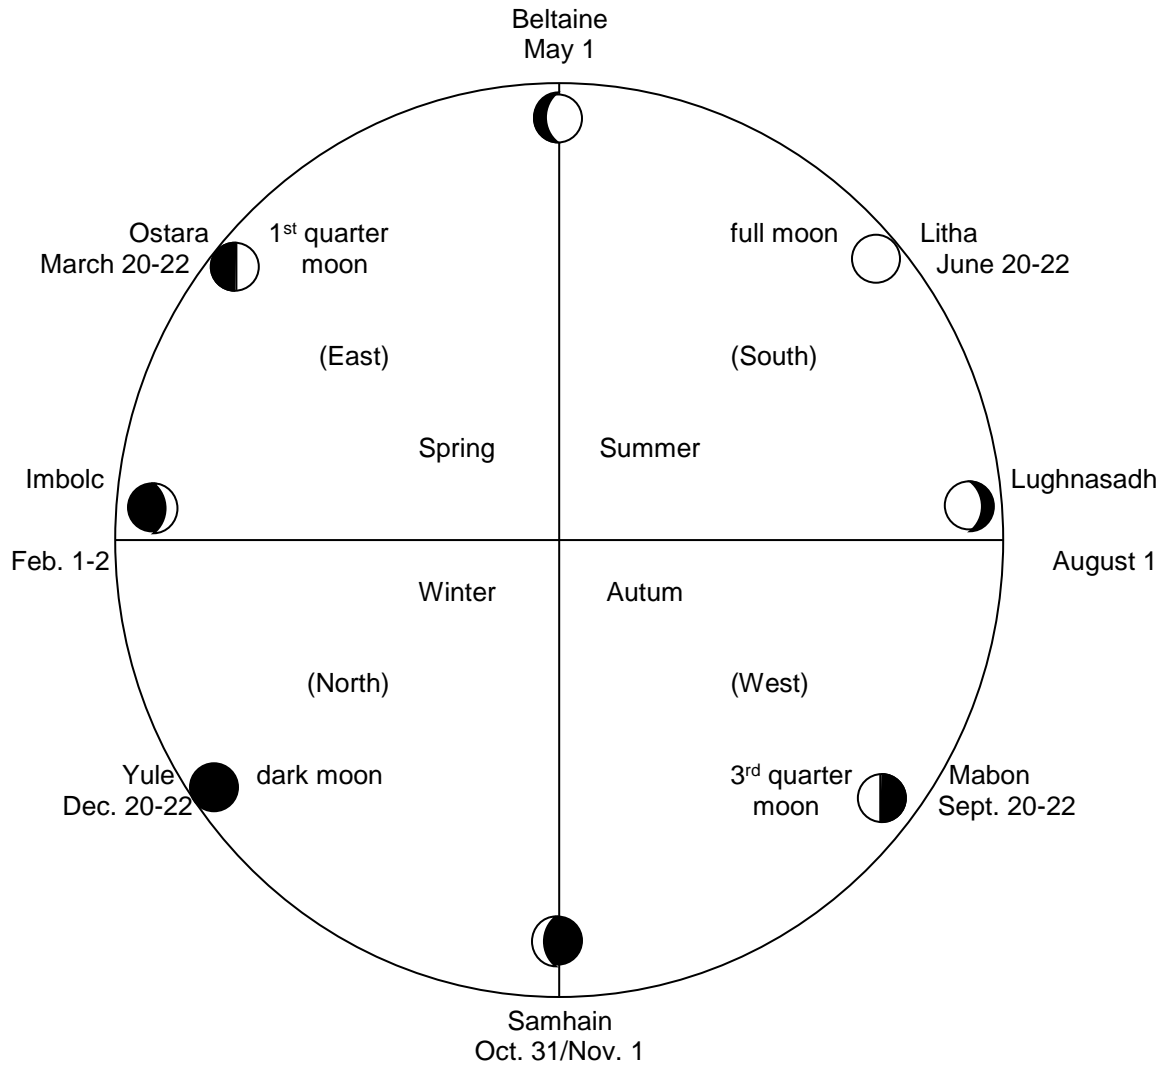 Beltaine
May 1
Ostara
March 20-22
1st quarter
moon
full moon
Litha
June 20-22
(East)
(South)
Spring
Summer
Imbolc
Lughnasadh
Feb. 1-2
August 1
Winter
Autum
(North)
(West)
Yule
Dec. 20-22
dark moon
3rd quarter
moon
Mabon
Sept. 20-22
Samhain
Oct. 31/Nov. 1